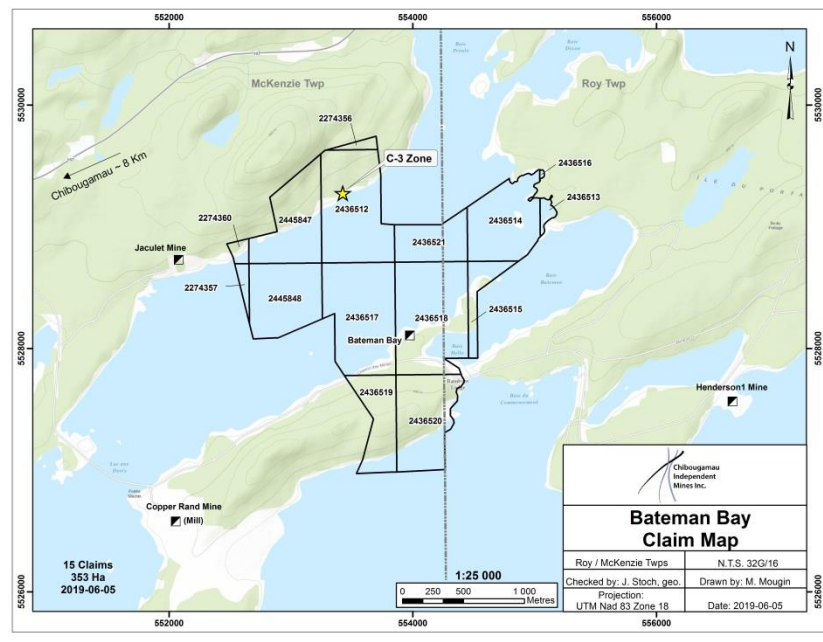 552000
554000
556000
5530000
5528000
5526000
5530000
5528000
5526000
552000
554000
556000
McKenzie Twp
Roy Twp
N
Chibougamau ~ 8 Km
2274356
C-3 Zone
2436516
2436513
2436512
2445847
2436514
2274360
2436521
Jaculet Mine
2274357
2445848
2436517
2436518
2436515
Baie
Bateman
Bateman Bay
2436519
2436520
Henderson1 Mine
Copper Rand Mine
(Mill)
15 Claims
353 Ha
2019-06-05
1:25 000
0 250 500 1 000
Metres
Chibougamau
Independent
Mines Inc.
Bateman Bay
Claim Map
Roy / McKenzie Twps
N.T.S. 32G/16
Checked by: J. Stoch, geo.
Drawn by: M. Mougin
Projection:
UTM Nad 83 Zone 18
Date: 2019-06-05